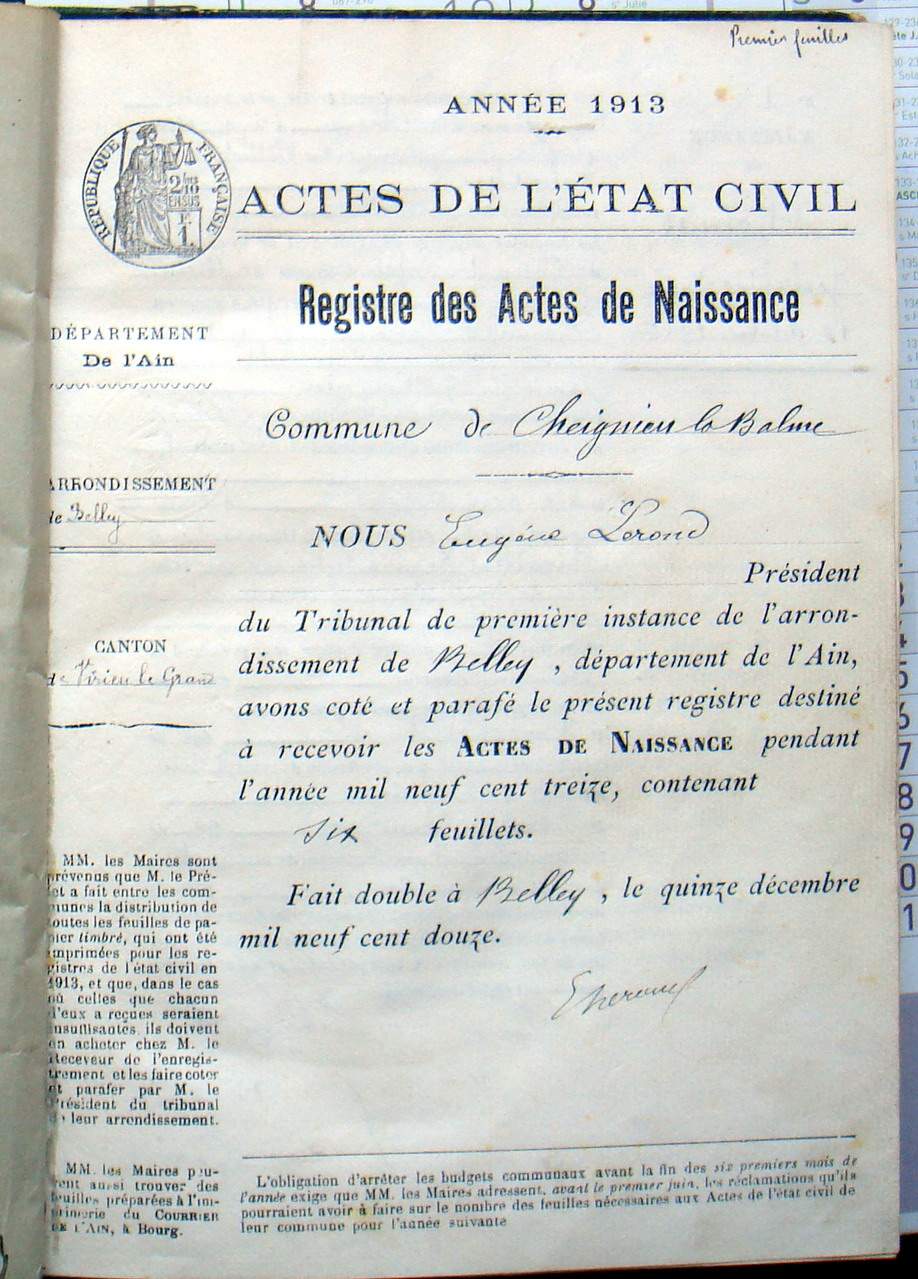 Premier feuillet
ANNÉE 1913
RÉPUBLIQUE FRANÇAISE
2/10
EN SUS
ACTES DE L'ÉTAT CIVIL
Registre des Actes de Naissance
DÉPARTEMENT
De l'Ain
ARRONDISSEMENT
de Belley
CANTON
de Virieu le Grand
MM. les Maires sont
prévenus que M. le Pré-
et a fait entre les com-
munes la distribution de
toutes les feuilles de pa-
pier timbré, qui ont été
imprimées pour les re-
gistres de l'état civil en
1913, et que, dans le cas
où celles que chacun
d'eux a reçues seraient
insuffisantes, ils doivent
en acheter chez M. le
Receveur de l'enregis-
trement et les faire coter
et parafer par M. le
Président du tribunal
de leur arrondissement.
MM. les Maires peu-
vent aussi trouver des
feuilles préparées à l'im-
primerie du COURRIER
DE L'AIN, à Bourg.
Commune de Cheignieu la Balme
NOUS Eugène
Président
du Tribunal de première instance de l'arron-
dissement de Belley, département de l'Ain,
avons coté et parafé le présent registre destiné
à recevoir les ACTES DE NAISSANCE pendant
l'année mil neuf cent treize, contenant
six feuillets.
Fait double à Belley, le quinze décembre
mil neuf cent douze.
L'obligation d'arrêter les budgets communaux avant la fin des six premiers mois de
l'année exige que MM. les Maires adressent, avant le premier juin, les réclamations qu'ils
pourraient avoir à faire sur le nombre des feuilles nécessaires aux Actes de l'état civil de
leur commune pour l'année suivante